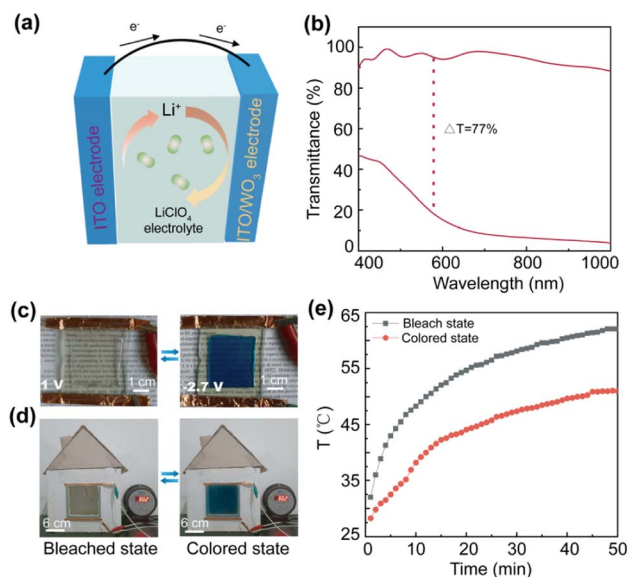 (a)
e⁻
e⁻
ITO electrode
Li⁺
LiClO₄
electrolyte
ITO/WO₃ electrode
(b)
Transmittance (%)
100
80
60
40
20
0
△T=77%
400
600
800
1000
Wavelength (nm)
(c)
1 V
1 cm
-2.7 V
1 cm
(d)
6 cm
6 cm
Bleached state
Colored state
(e)
T (℃)
65
55
45
35
25
Bleach state
Colored state
0
10
20
30
40
50
Time (min)